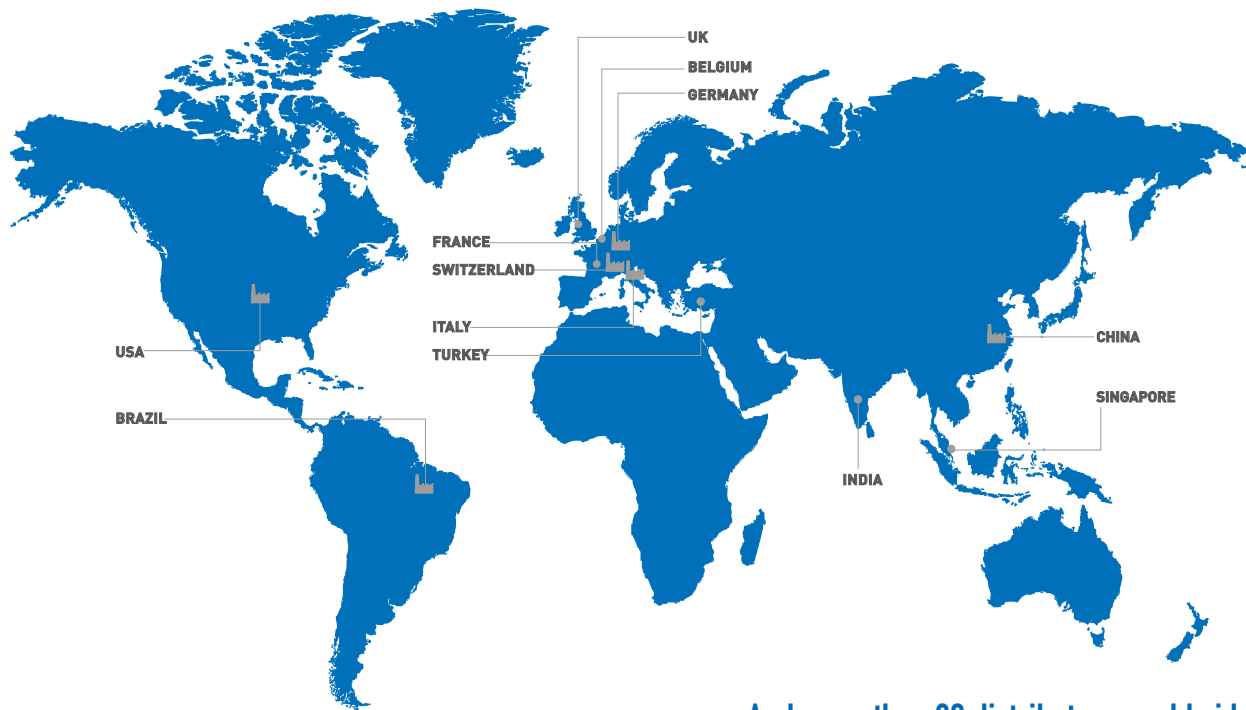 UK
BELGIUM
GERMANY
FRANCE
SWITZERLAND
ITALY
TURKEY
USA
BRAZIL
CHINA
SINGAPORE
INDIA